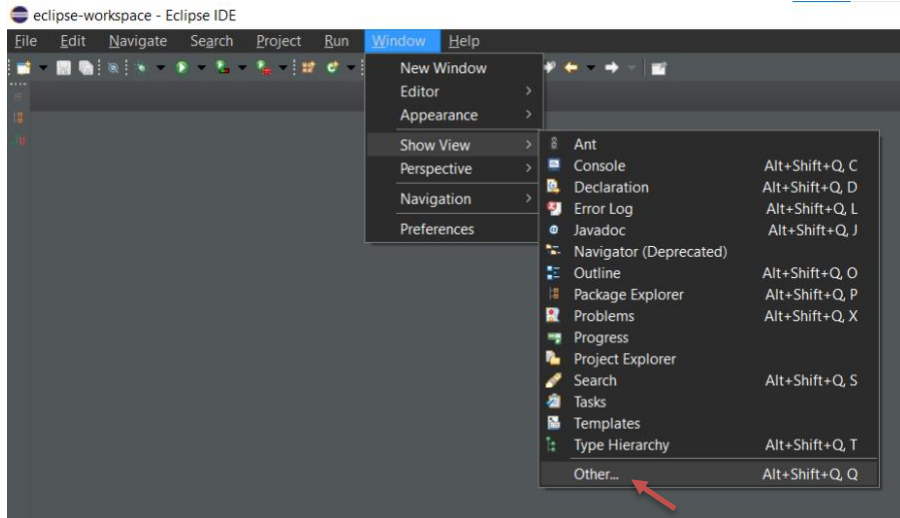 eclipse-workspace - Eclipse IDE
File Edit Navigate Search Project Run Window Help
New Window
Editor
Appearance
Show View
Perspective
Navigation
Preferences
Ant
Console Alt+Shift+Q, C
Declaration Alt+Shift+Q, D
Error Log Alt+Shift+Q, L
Javadoc Alt+Shift+Q, J
Navigator (Deprecated)
Outline Alt+Shift+Q, O
Package Explorer Alt+Shift+Q, P
Problems Alt+Shift+Q, X
Progress
Project Explorer
Search Alt+Shift+Q, S
Tasks
Templates
Type Hierarchy Alt+Shift+Q, T
Other... Alt+Shift+Q, Q